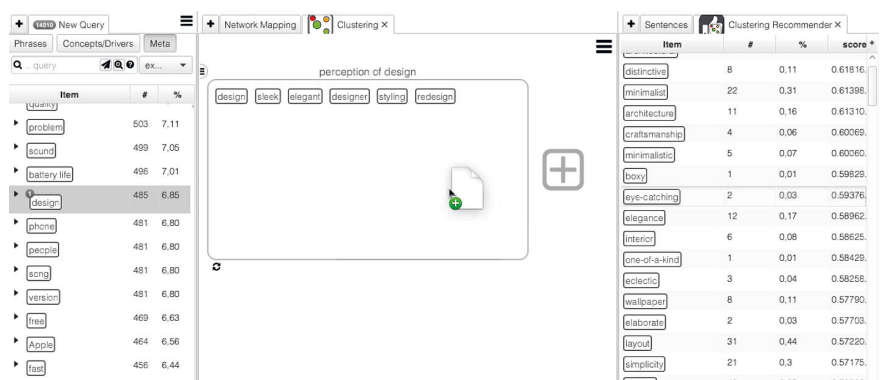 14010 New Query
Phrases Concepts/Drivers Meta
... query ex...
Item # %
quality
problem 503 7,11
sound 499 7,05
battery life 496 7,01
1 design 485 6,85
phone 481 6,80
people 481 6,80
song 481 6,80
version 481 6,80
free 469 6,63
Apple 464 6,56
fast 456 6,44
Network Mapping Clustering ×
perception of design
design sleek elegant designer styling redesign
Sentences Clustering Recommender ×
Item # % score
distinctive 8 0,11 0.61816.
minimalist 22 0,31 0.61398.
architecture 11 0,16 0.61310.
craftsmanship 4 0,06 0.60069.
minimalistic 5 0,07 0.60060.
boxy 1 0,01 0.59829.
eye-catching 2 0,03 0.59376.
elegance 12 0,17 0.58962.
interior 6 0,08 0.58625.
one-of-a-kind 1 0,01 0.58429.
eclectic 3 0,04 0.58258.
wallpaper 8 0,11 0.57790.
elaborate 2 0,03 0.57703.
layout 31 0,44 0.57220.
simplicity 21 0,3 0.57175.